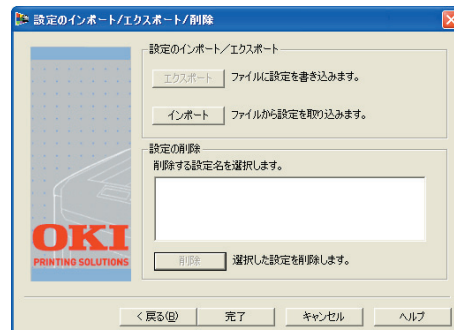 設定のインポート/エクスポート/削除
設定のインポート/エクスポート
エクスポート ファイルに設定を書き込みます。
インポート ファイルから設定を取り込みます。
設定の削除
削除する設定名を選択します。
OKI
PRINTING SOLUTIONS
削除 選択した設定を削除します。
< 戻る(B) 完了 キャンセル ヘルプ